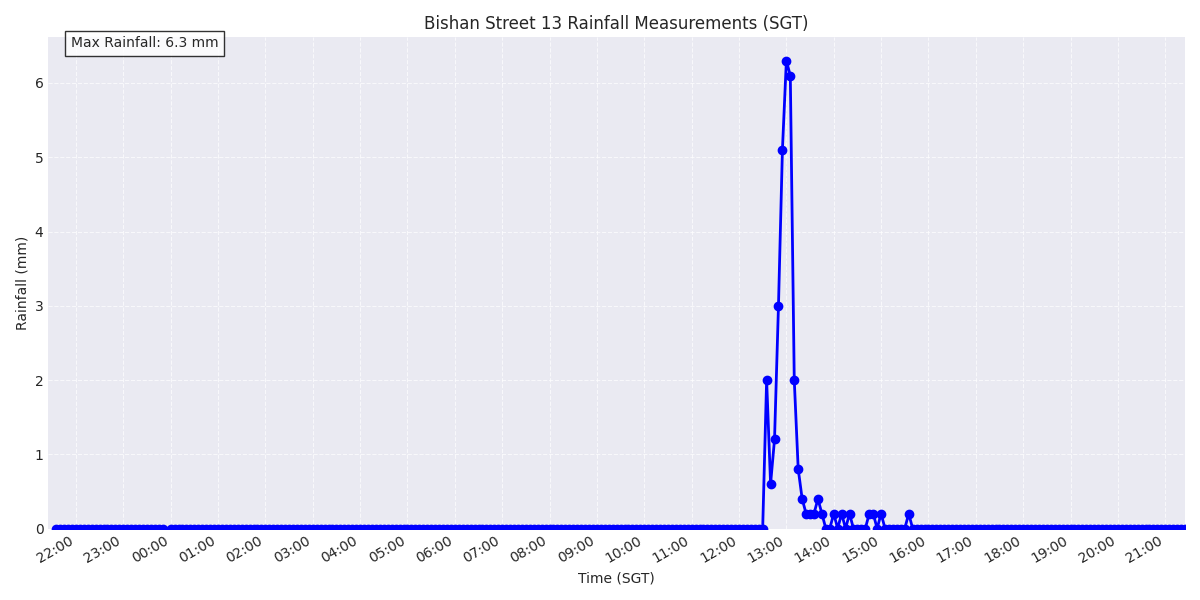 Bishan Street 13 Rainfall Measurements (SGT)
Max Rainfall: 6.3 mm
Rainfall (mm)
6
5
4
3
2
1
0
22:00 23:00 00:00 01:00 02:00 03:00 04:00 05:00 06:00 07:00 08:00 09:00 10:00 11:00 12:00 13:00 14:00 15:00 16:00 17:00 18:00 19:00 20:00 21:00
Time (SGT)